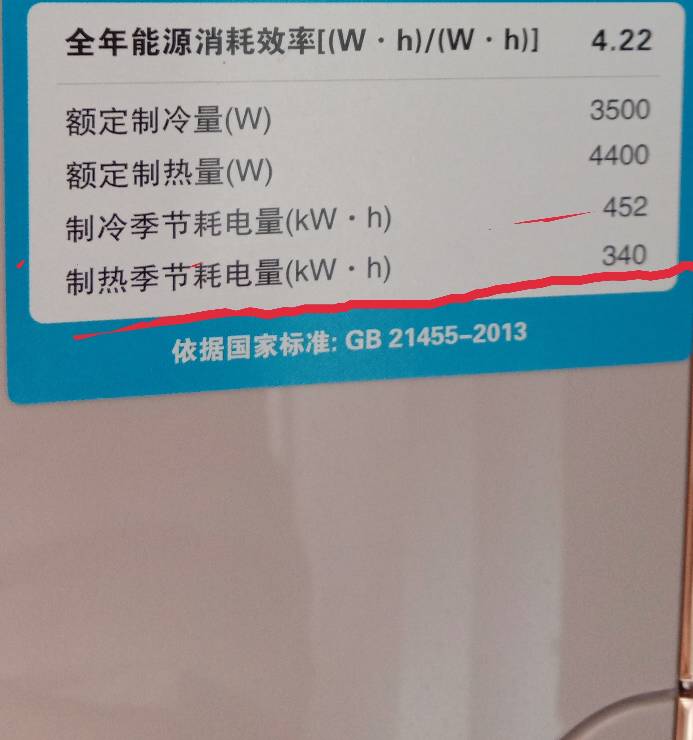 全年能源消耗效率[(W·h)/(W·h)] 4.22
额定制冷量(W) 3500
额定制热量(W) 4400
制冷季节耗电量(kW·h) 452
制热季节耗电量(kW·h) 340
依据国家标准: GB 21455-2013